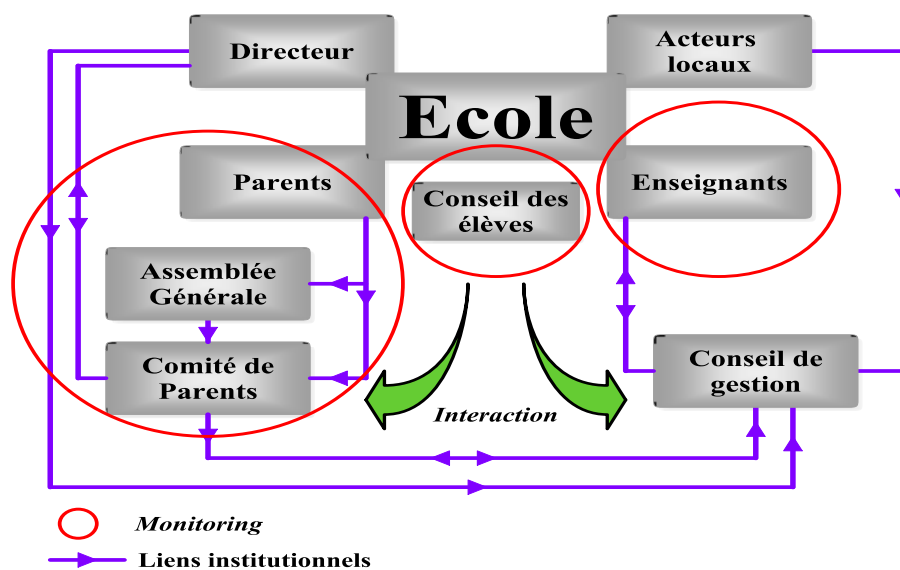 Directeur
Acteurs
locaux
Ecole
Parents
Conseil des
élèves
Enseignants
Assemblée
Générale
Comité de
Parents
Conseil de
gestion
Interaction
Monitoring
Liens institutionnels